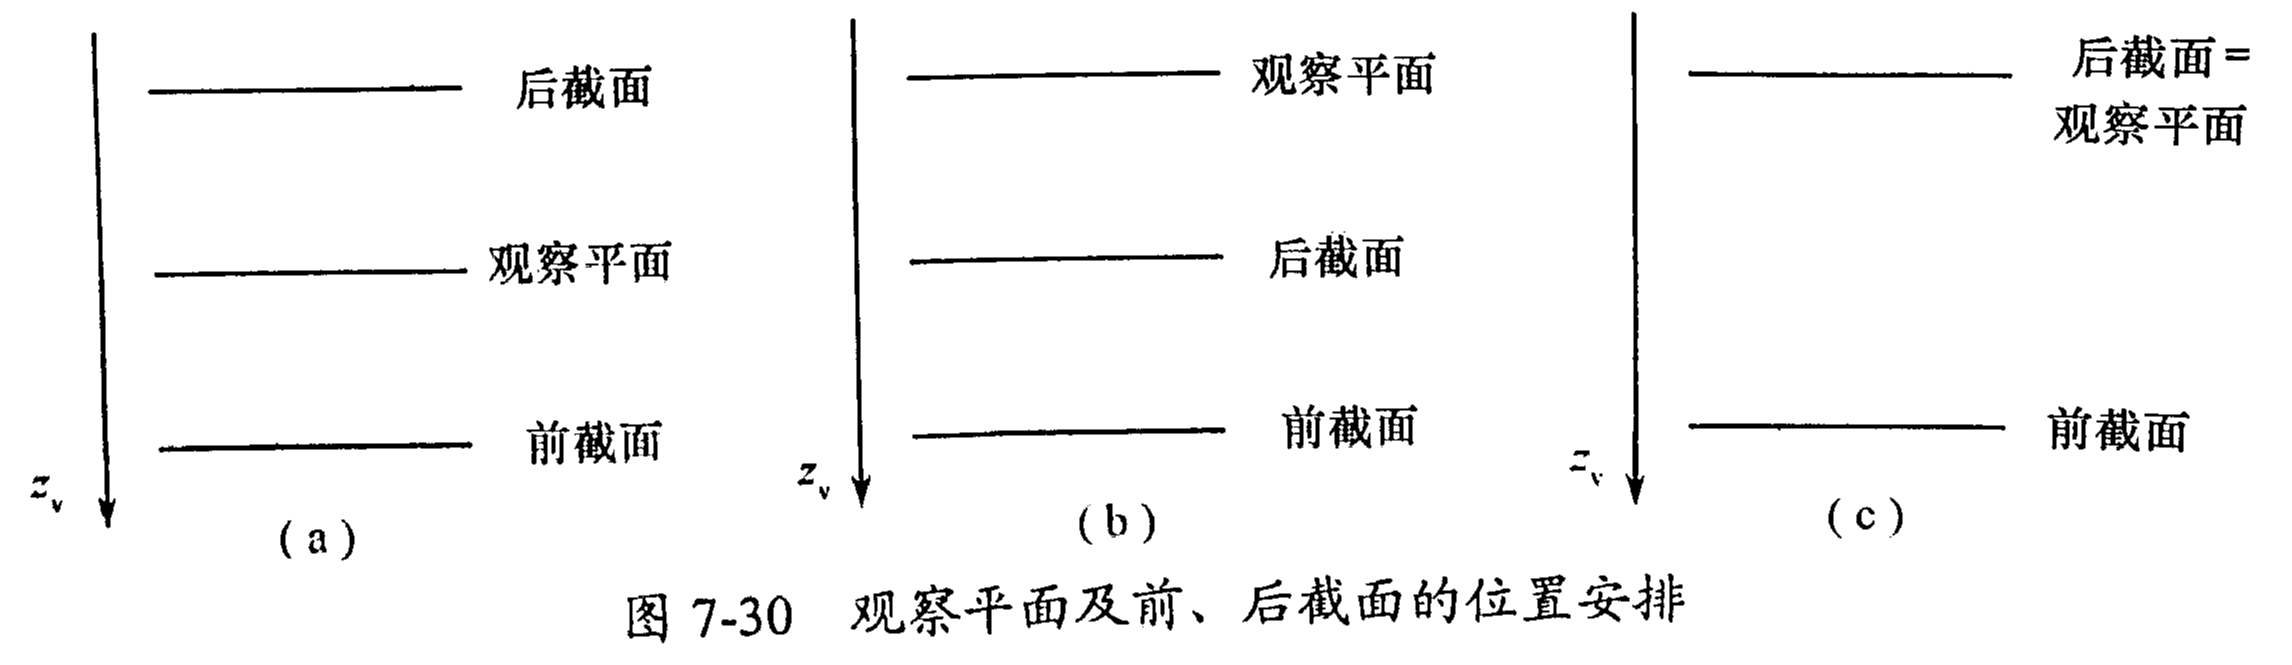 后截面
观察平面
前截面
z_v
(a)
观察平面
后截面
前截面
z_v
(b)
后截面=
观察平面
前截面
z_v
(c)
图 7-30 观察平面及前、后截面的位置安排